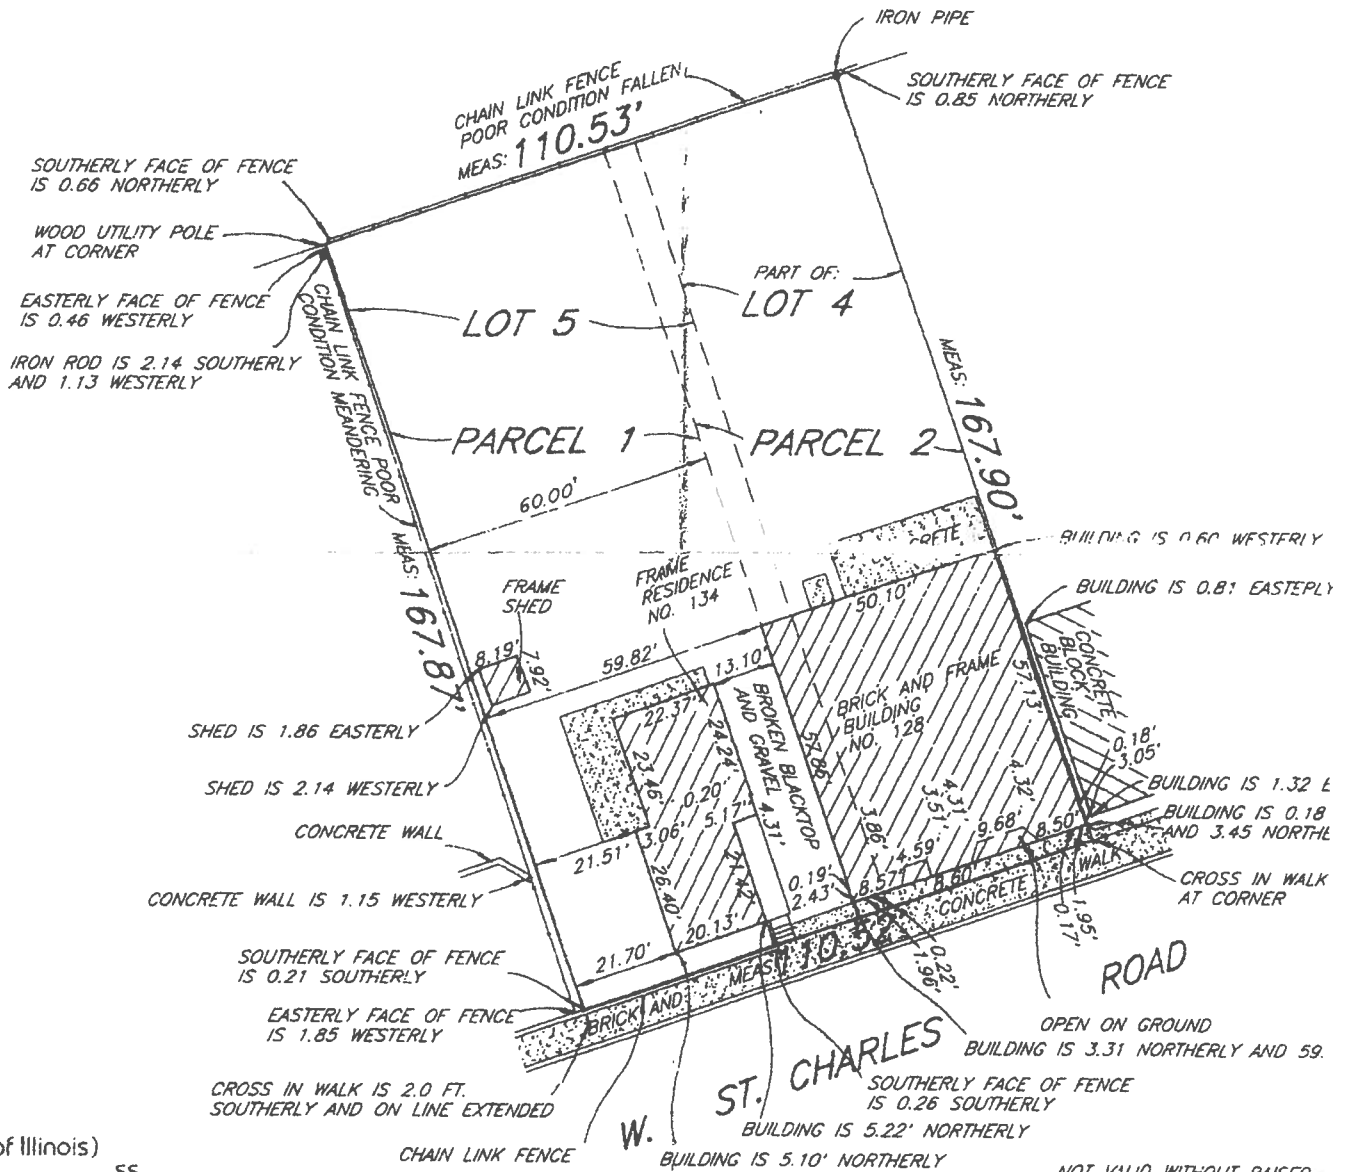 IRON PIPE
SOUTHERLY FACE OF FENCE
IS 0.85 NORTHERLY
CHAIN LINK FENCE
POOR CONDITION FALLEN
MEAS: 110.53'
SOUTHERLY FACE OF FENCE
IS 0.66 NORTHERLY
WOOD UTILITY POLE
AT CORNER
EASTERLY FACE OF FENCE
IS 0.46 WESTERLY
IRON ROD IS 2.14 SOUTHERLY
AND 1.13 WESTERLY
CHAIN LINK FENCE POOR
CONDITION MEANDERING
LOT 5
PART OF:
LOT 4
MEAS: 167.90'
PARCEL 1
PARCEL 2
60.00'
MEAS: 167.87'
FRAME
SHED
FRAME
RESIDENCE
NO. 134
CRETE
50.10'
BUILDING IS 0.60 WESTERLY
BUILDING IS 0.81 EASTERLY
CONCRETE
BLOCK
BUILDING
8.19'
7.92'
59.82'
13.10'
BRICK AND FRAME
BUILDING
NO. 128
57.13'
SHED IS 1.86 EASTERLY
22.37'
24.24'
BROKEN BLACKTOP
AND GRAVEL
57.86'
0.18'
3.05'
SHED IS 2.14 WESTERLY
23.46'
0.20'
5.17'
4.31'
3.86'
3.51'
4.31
4.32'
BUILDING IS 1.32 E
BUILDING IS 0.18
AND 3.45 NORTHE
CONCRETE WALL
21.51'
3.06'
4.59'
9.68'
8.50'
CONCRETE WALL IS 1.15 WESTERLY
26.40'
21.42'
0.19'
2.43'
8.57'
8.60'
CONCRETE WALK
CROSS IN WALK
AT CORNER
20.13'
21.70'
1.95'
0.17'
0.22'
1.96'
SOUTHERLY FACE OF FENCE
IS 0.21 SOUTHERLY
BRICK AND
MEAS: 110.52'
EASTERLY FACE OF FENCE
IS 1.85 WESTERLY
W. ST. CHARLES ROAD
OPEN ON GROUND
BUILDING IS 3.31 NORTHERLY AND 59.
CROSS IN WALK IS 2.0 FT.
SOUTHERLY AND ON LINE EXTENDED
SOUTHERLY FACE OF FENCE
IS 0.26 SOUTHERLY
BUILDING IS 5.22' NORTHERLY
CHAIN LINK FENCE
BUILDING IS 5.10' NORTHERLY
of Illinois)
ss
NOT VALID WITHOUT RAISED